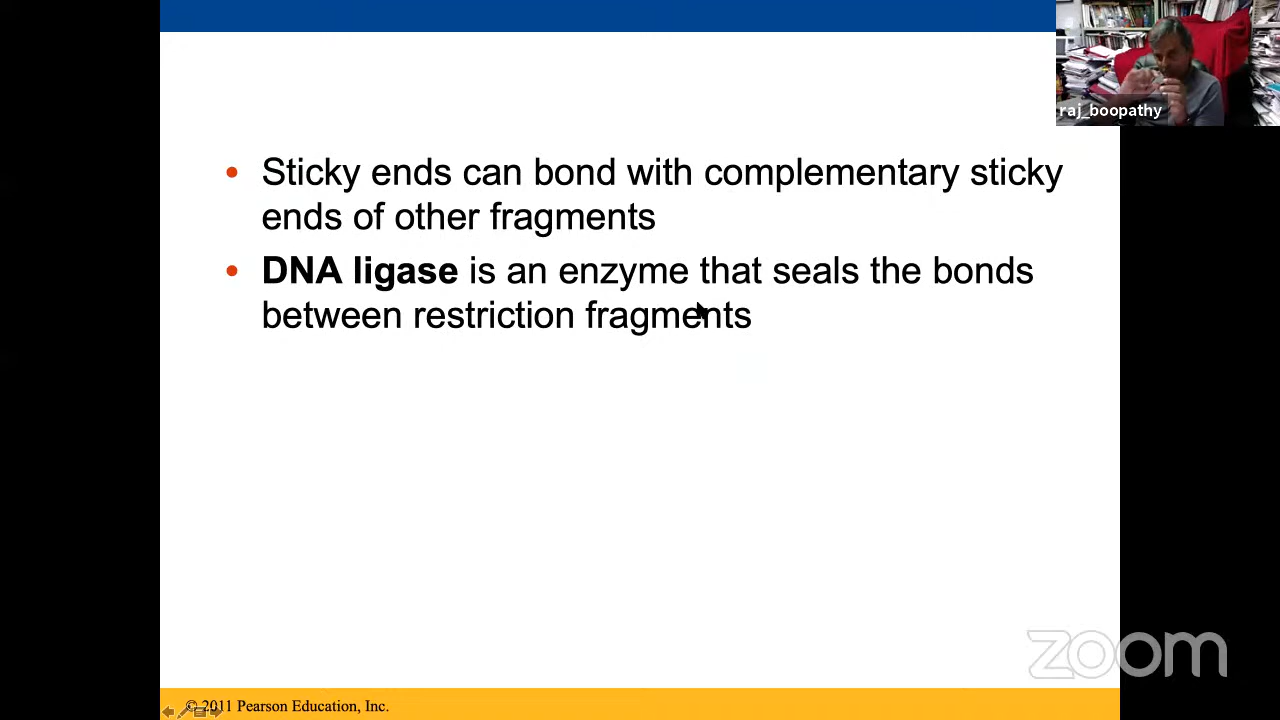 raj_boopathy
• Sticky ends can bond with complementary sticky
ends of other fragments
• DNA ligase is an enzyme that seals the bonds
between restriction fragments
zoom
© 2011 Pearson Education, Inc.